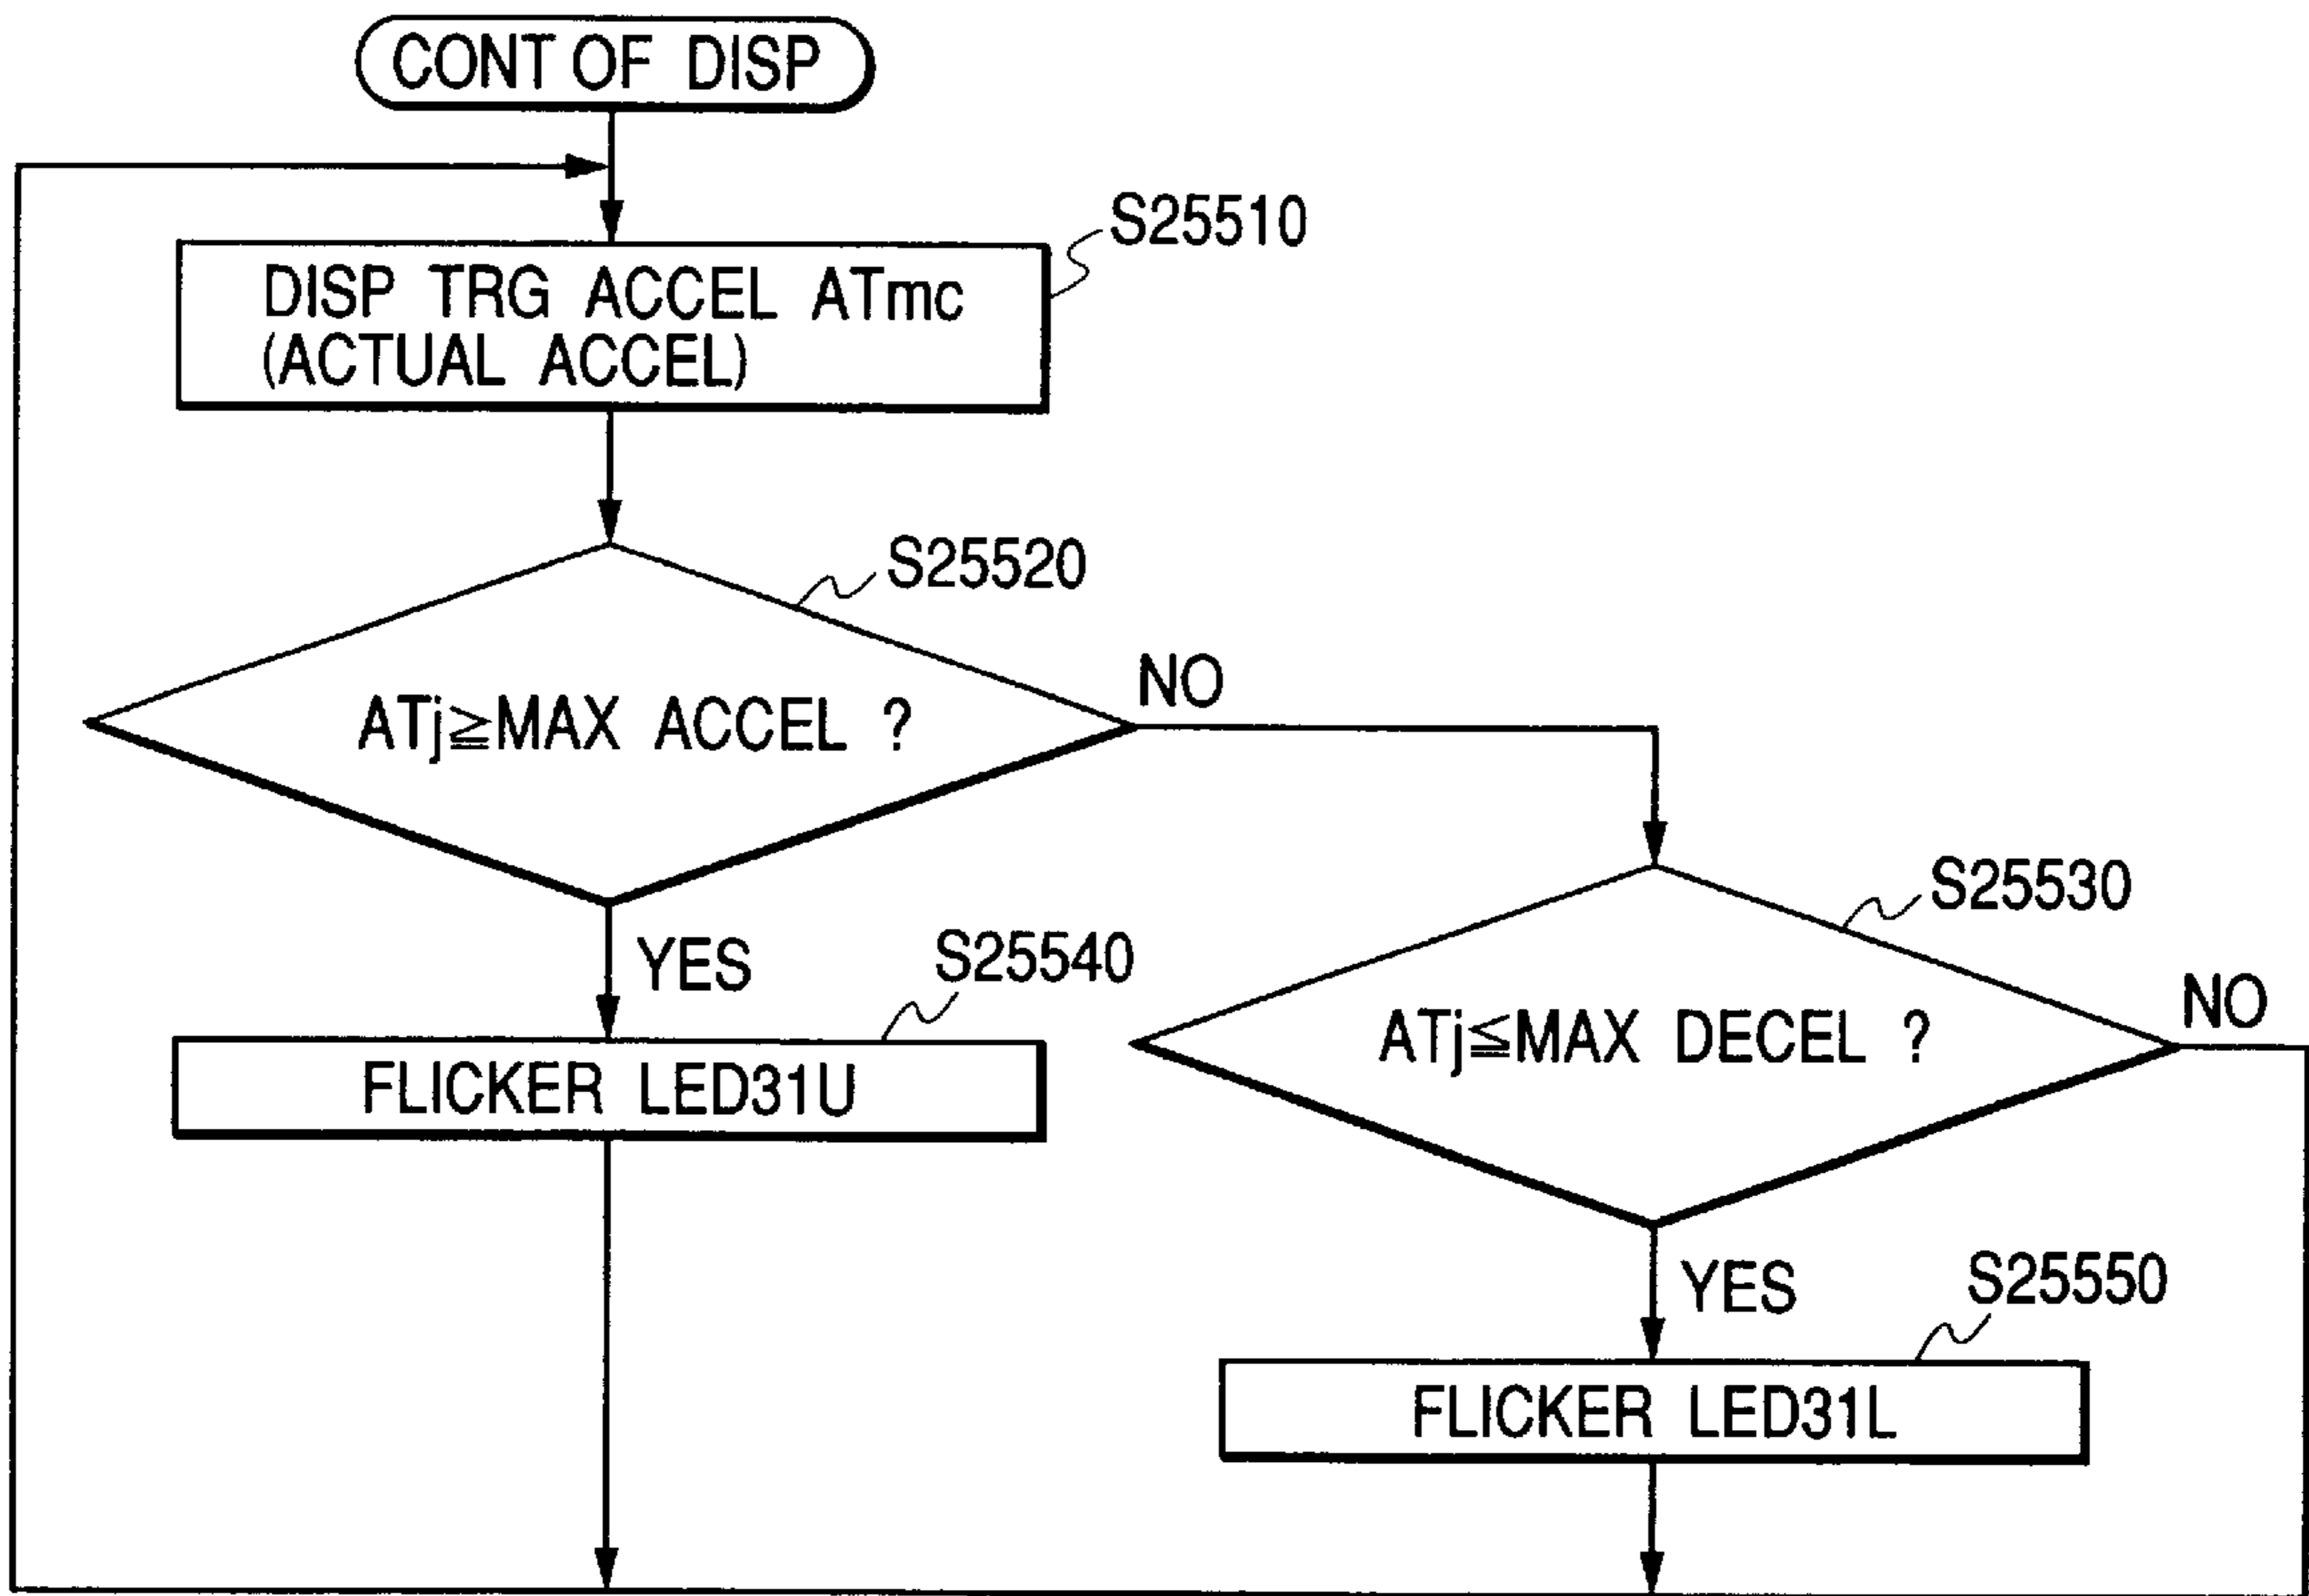 CONT OF DISP
S25510
DISP TRG ACCEL ATmc
(ACTUAL ACCEL)
S25520
ATj≧MAX ACCEL ?
NO
YES
S25530
S25540
ATj≦MAX DECEL ?
NO
FLICKER LED31U
YES
S25550
FLICKER LED31L